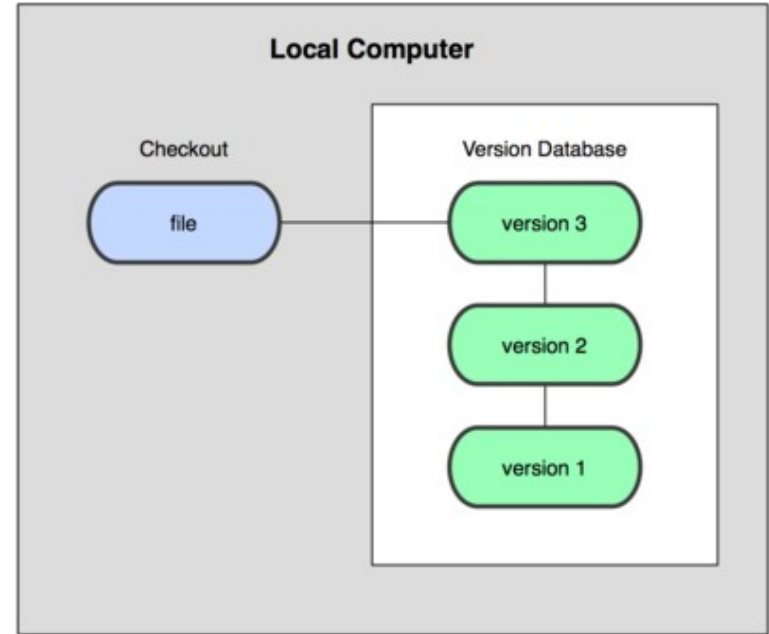 Local Computer
Checkout
Version Database
file
version 3
version 2
version 1